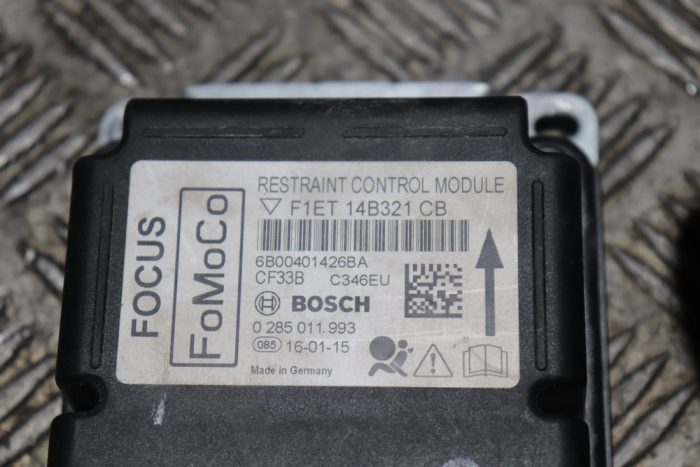 FOCUS
FoMoCo
RESTRAINT CONTROL MODULE
F1ET 14B321 CB
6B00401426BA
CF33B C346EU
BOSCH
0 285 011 993
085 16-01-15
Made in Germany